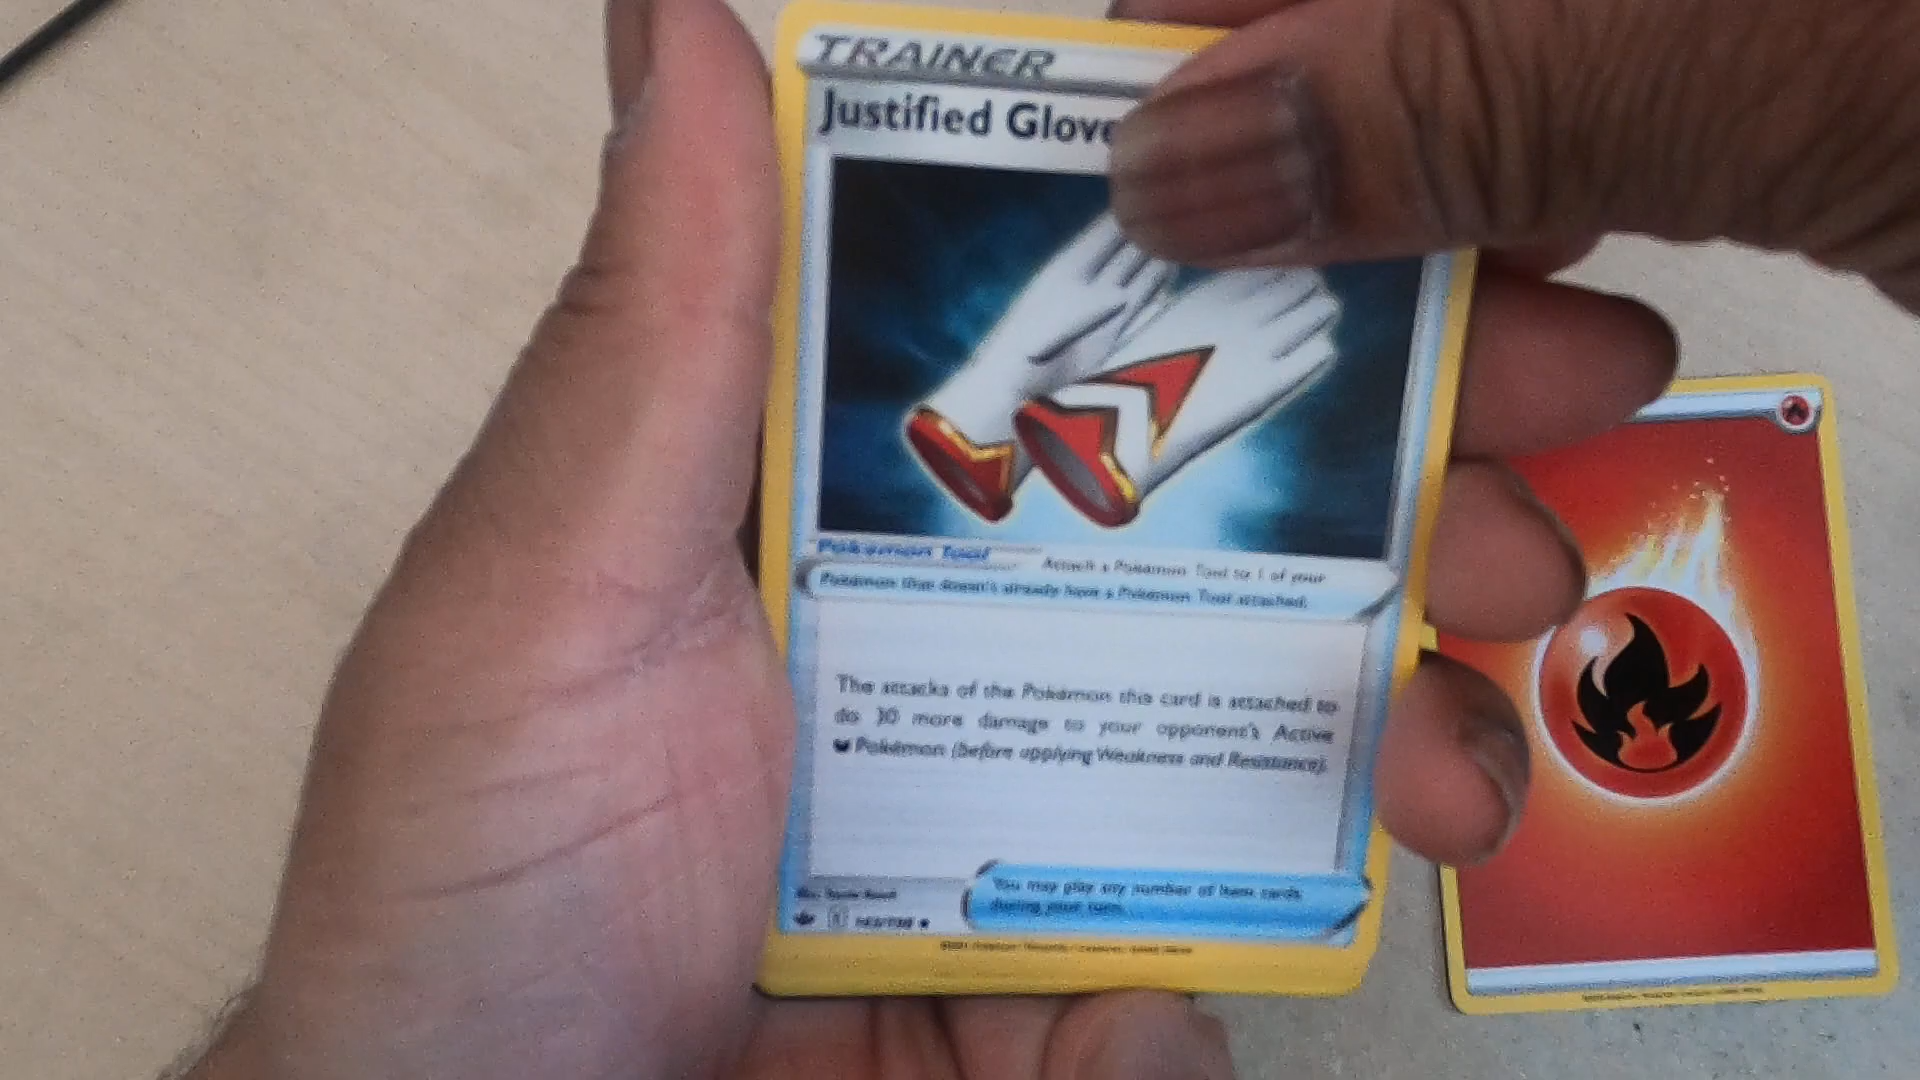 TRAINER
Justified Glove
Pokémon Tool
Attach a Pokémon Tool to 1 of your
Pokémon that doesn't already have a Pokémon Tool attached.
The attacks of the Pokémon this card is attached to
do 30 more damage to your opponent's Active
Pokémon (before applying Weakness and Resistance).
You may play any number of Item cards
during your turn.